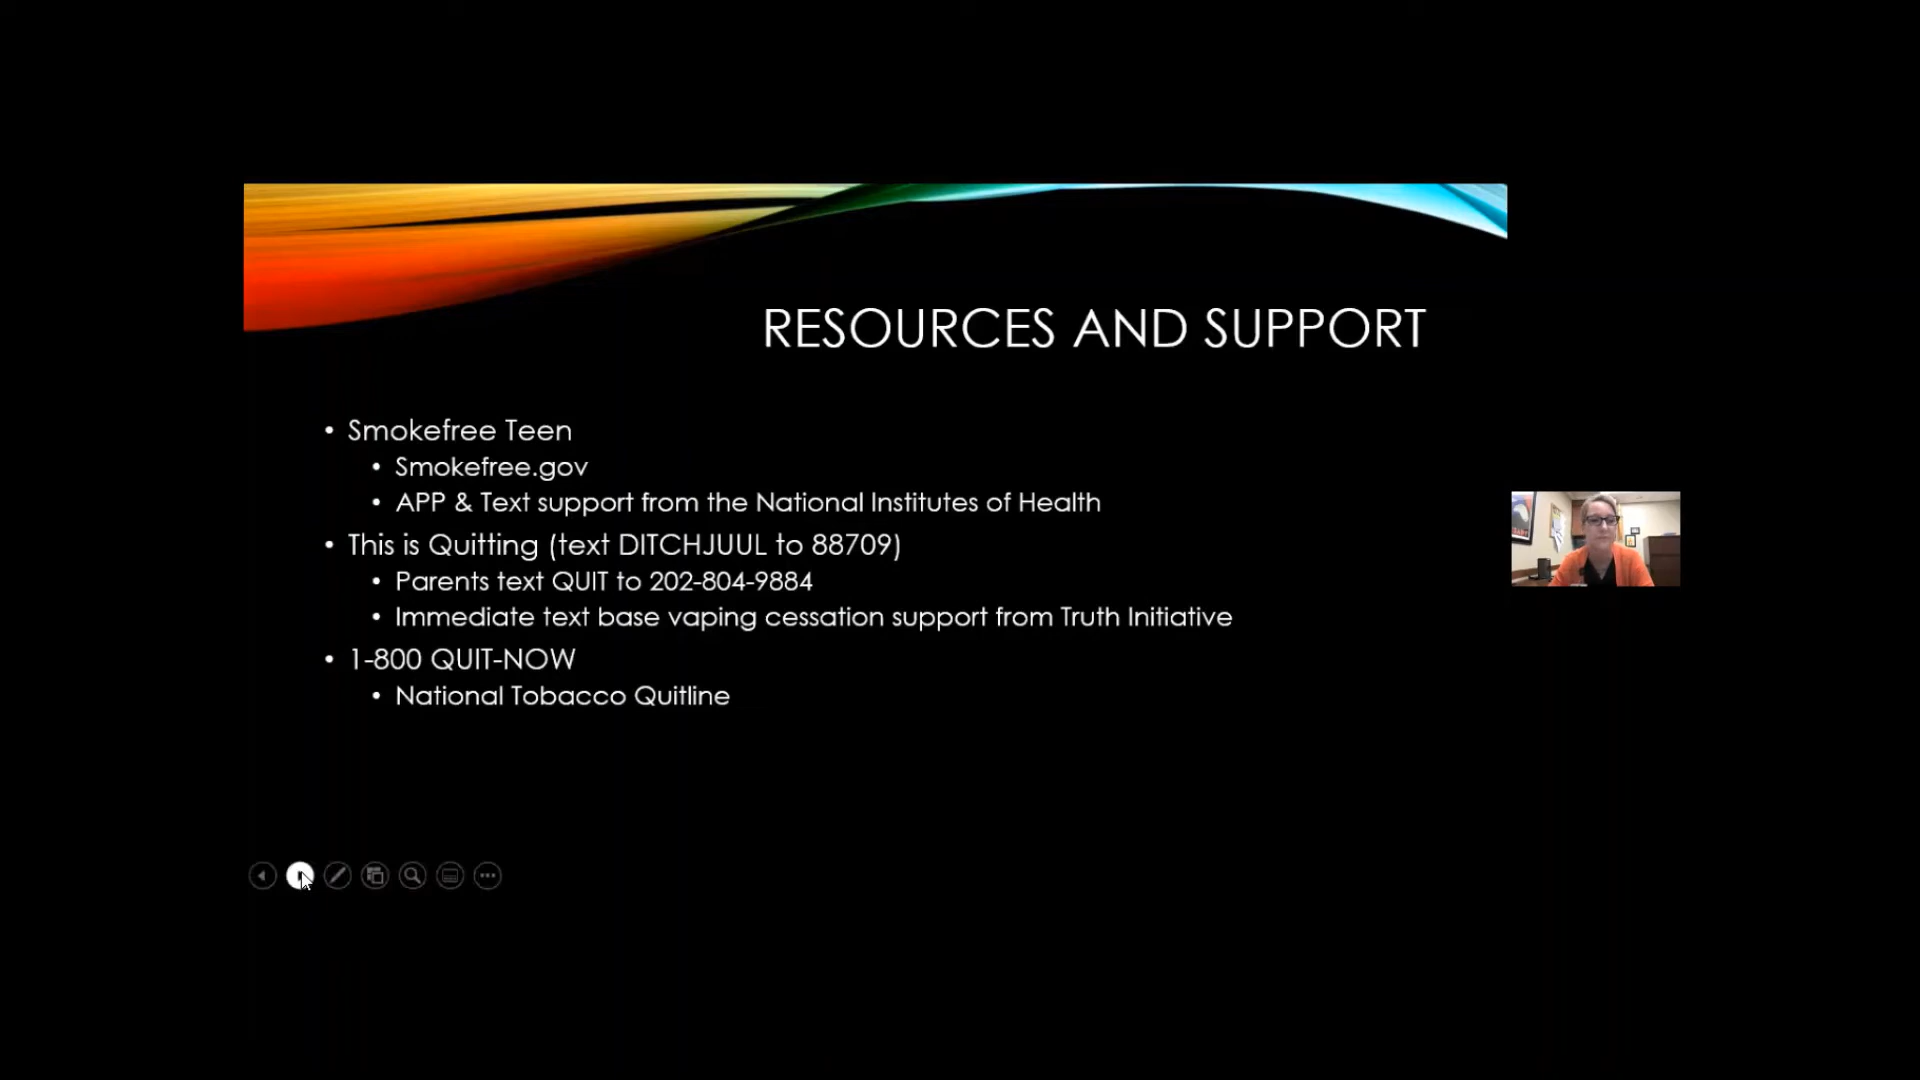 RESOURCES AND SUPPORT
• Smokefree Teen
• Smokefree.gov
• APP & Text support from the National Institutes of Health
• This is Quitting (text DITCHJUUL to 88709)
• Parents text QUIT to 202-804-9884
• Immediate text base vaping cessation support from Truth Initiative
• 1-800 QUIT-NOW
• National Tobacco Quitline